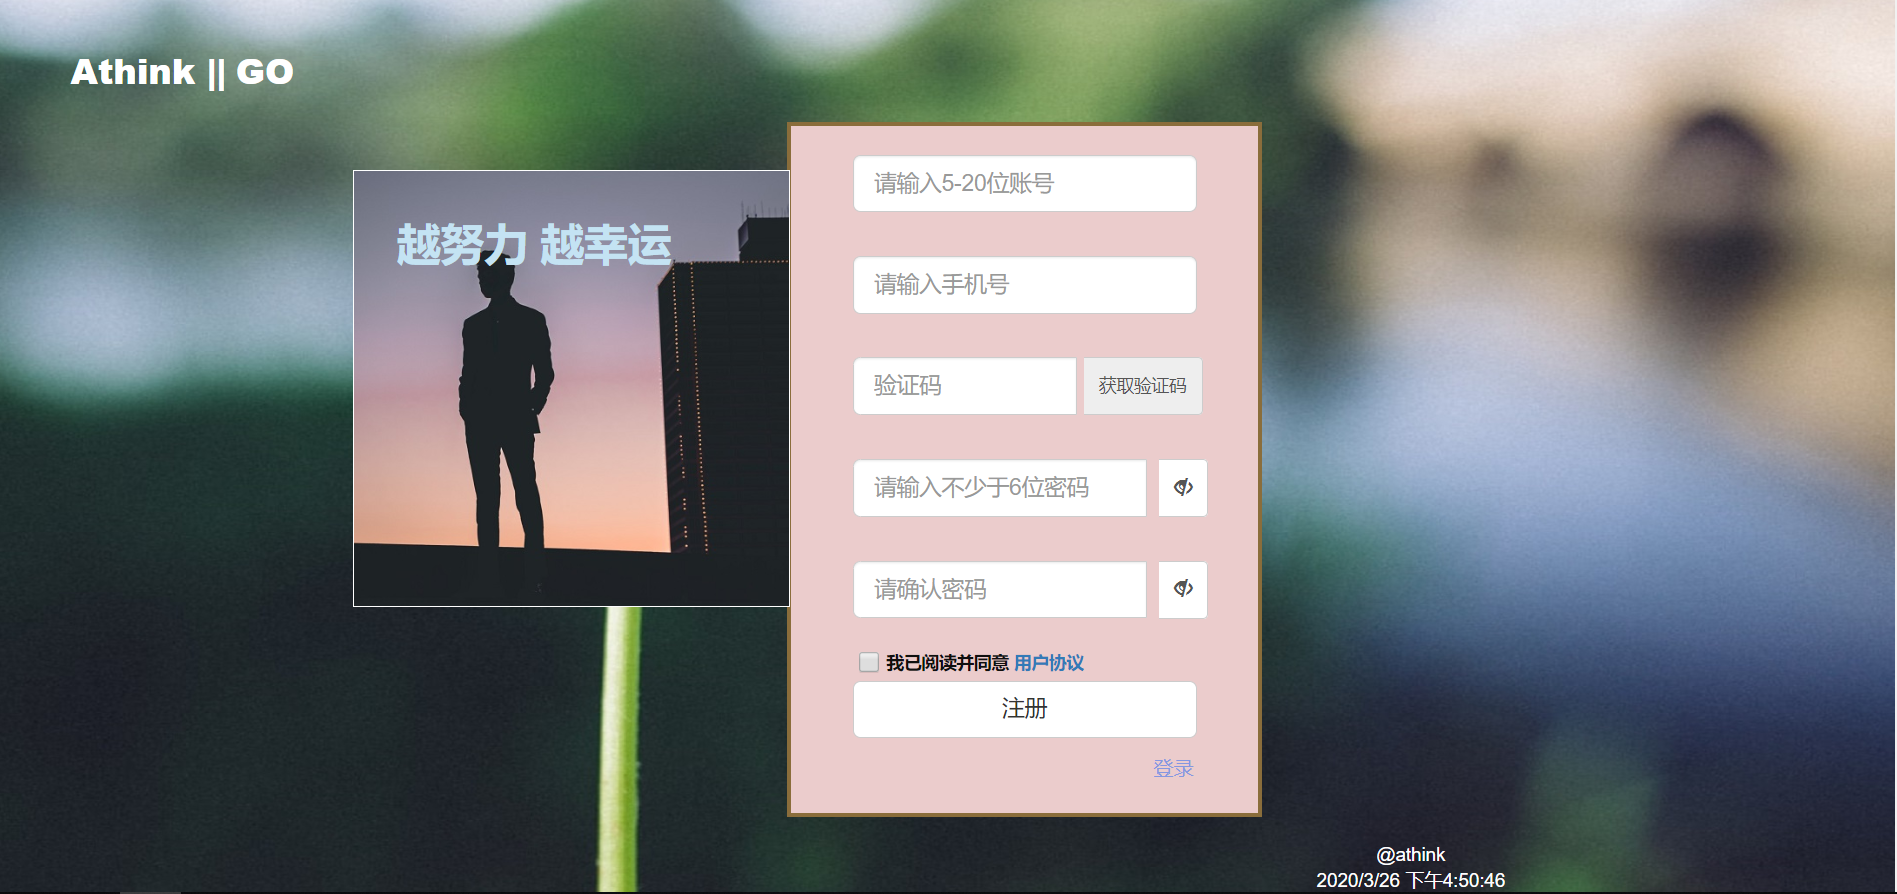 Athink || GO
越努力 越幸运
请输入5-20位账号
请输入手机号
验证码 获取验证码
请输入不少于6位密码
请确认密码
我已阅读并同意 用户协议
注册
登录
@athink
2020/3/26 下午4:50:46